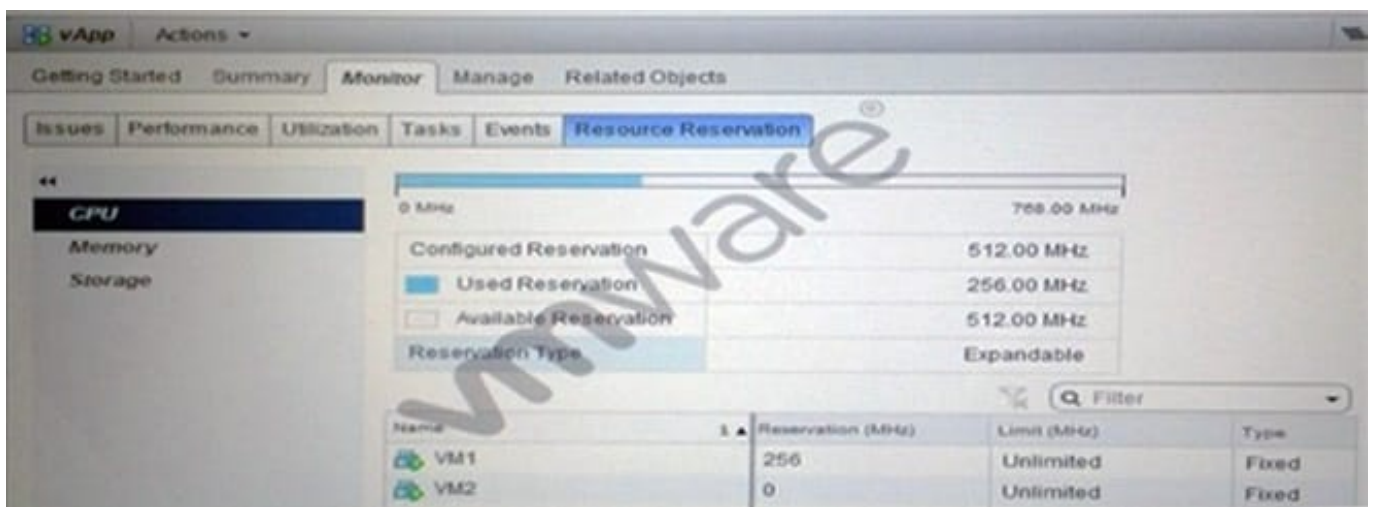 vApp Actions
Getting Started Summary Monitor Manage Related Objects
Issues Performance Utilization Tasks Events Resource Reservation
CPU
Memory
Storage
0 MHz 768.00 MHz
Configured Reservation 512.00 MHz
Used Reservation 256.00 MHz
Available Reservation 512.00 MHz
Reservation Type Expandable
Filter
Name 1 Reservation (MHz) Limit (MHz) Type
VM1 256 Unlimited Fixed
VM2 0 Unlimited Fixed
vmware®